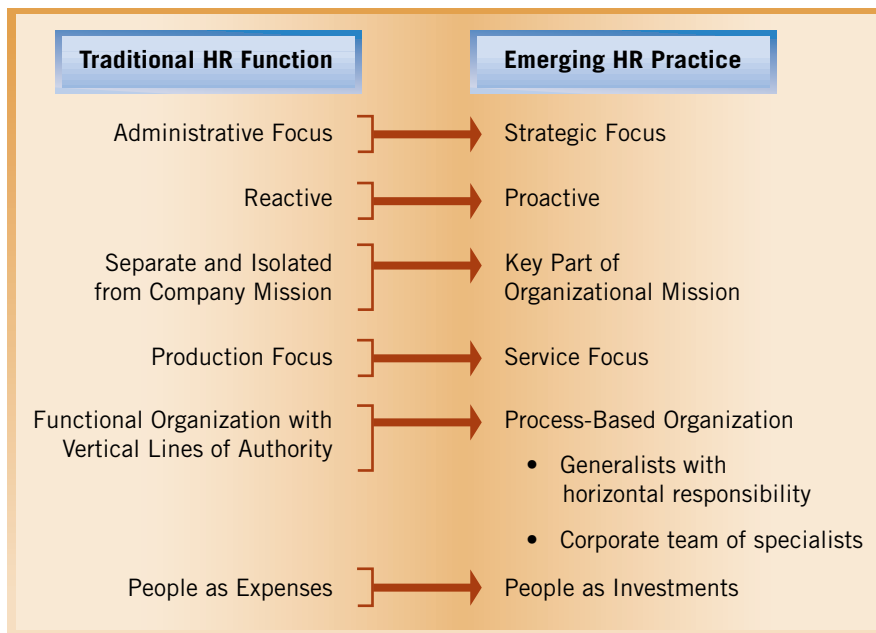 Traditional HR Function
Emerging HR Practice
Administrative Focus
Strategic Focus
Reactive
Proactive
Separate and Isolated
from Company Mission
Key Part of
Organizational Mission
Production Focus
Service Focus
Functional Organization with
Vertical Lines of Authority
Process-Based Organization
• Generalists with
horizontal responsibility
• Corporate team of specialists
People as Expenses
People as Investments